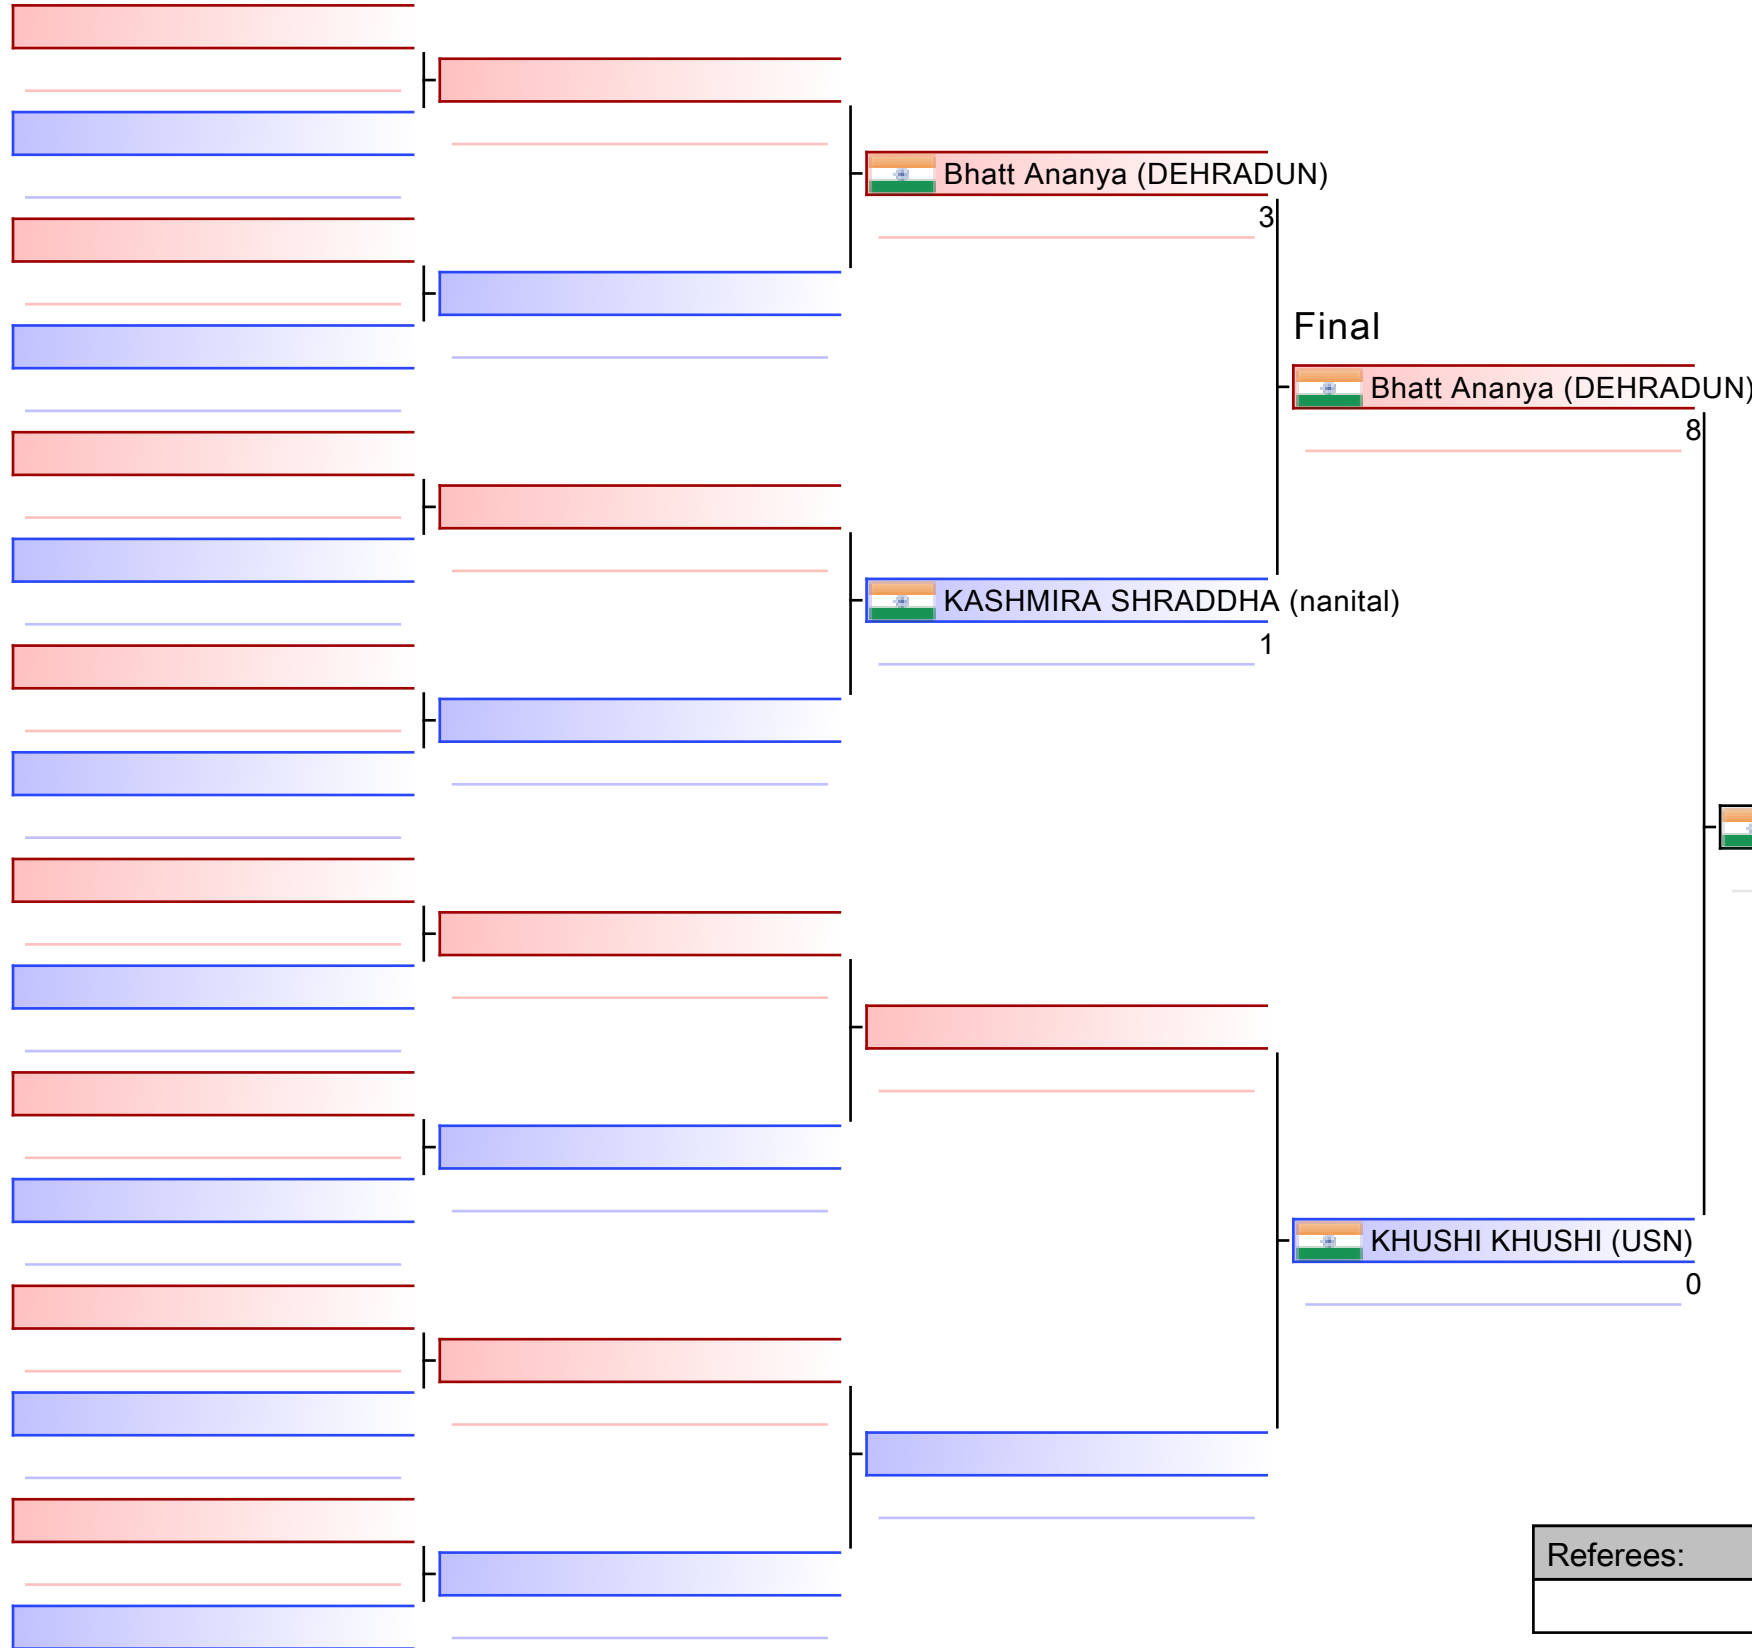 Bhatt Ananya (DEHRADUN)
3
Final
Bhatt Ananya (DEHRADUN)
8
KASHMIRA SHRADDHA (nanital)
1
KHUSHI KHUSHI (USN)
0
Referees: